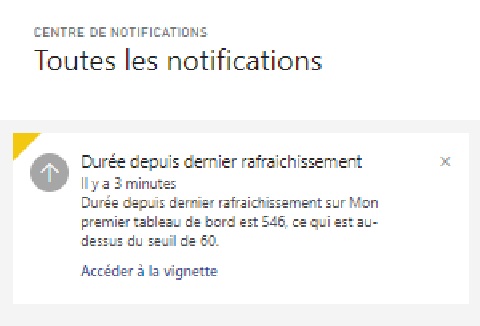 CENTRE DE NOTIFICATIONS
Toutes les notifications
Durée depuis dernier rafraichissement
Il y a 3 minutes
Durée depuis dernier rafraichissement sur Mon
premier tableau de bord est 546, ce qui est au-
dessus du seuil de 60.
Accéder à la vignette